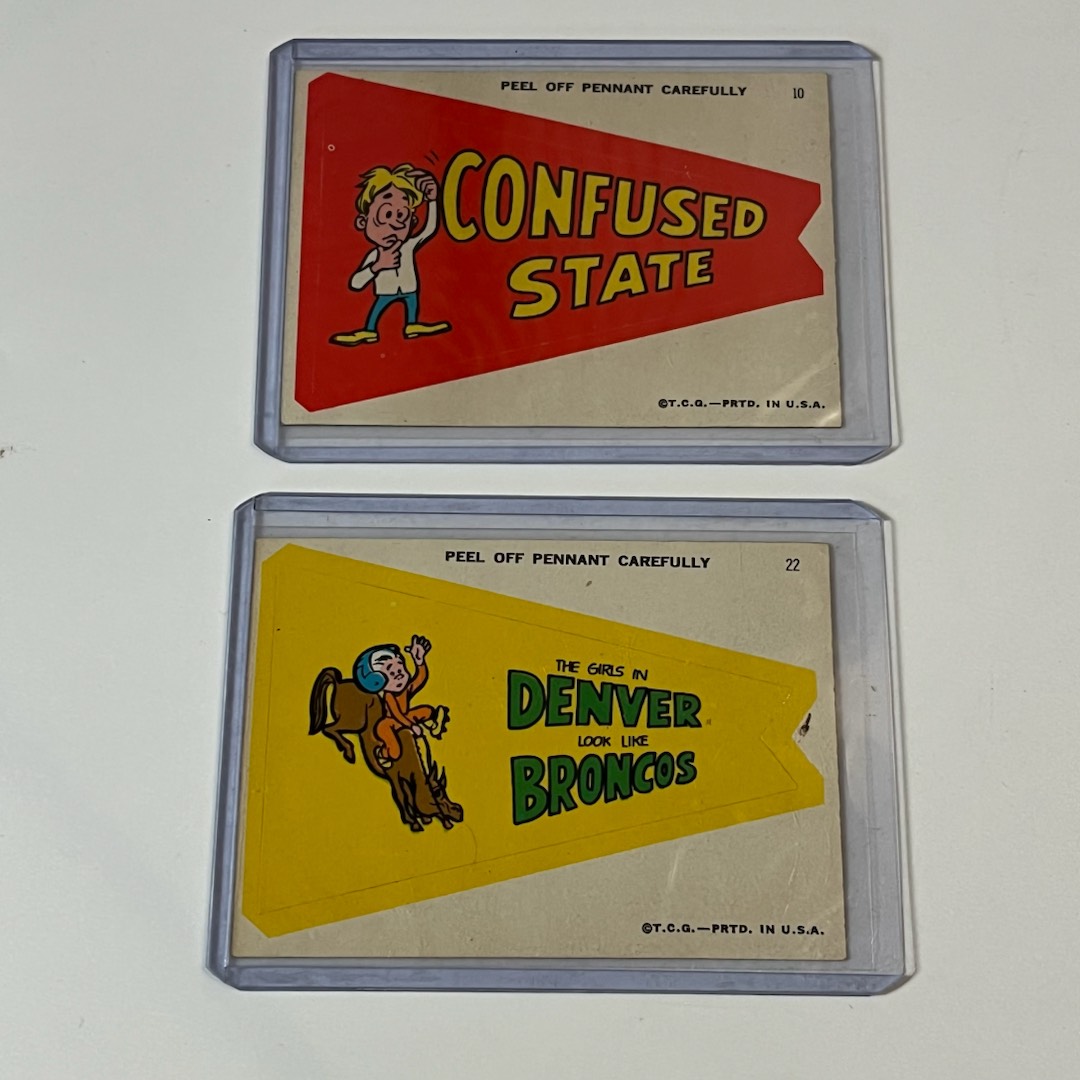 PEEL OFF PENNANT CAREFULLY 10
CONFUSED
STATE
©T.C.G.—PRTD. IN U.S.A.
PEEL OFF PENNANT CAREFULLY 22
THE GIRLS IN
DENVER
LOOK LIKE
BRONCOS
©T.C.G.—PRTD. IN U.S.A.